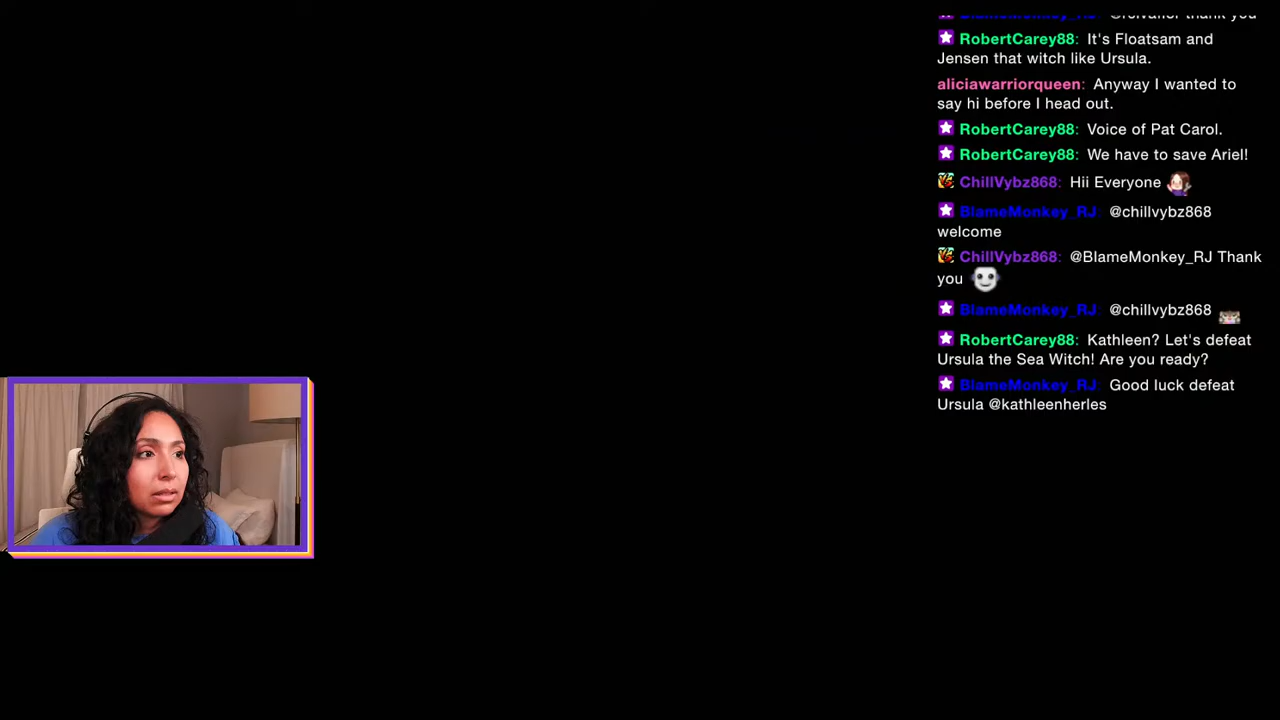 RobertCarey88: It's Floatsam and
Jensen that witch like Ursula.
aliciawarriorqueen: Anyway I wanted to
say hi before I head out.
RobertCarey88: Voice of Pat Carol.
RobertCarey88: We have to save Ariel!
ChillVybz868: Hii Everyone
BlameMonkey_RJ: @chillvybz868
welcome
ChillVybz868: @BlameMonkey_RJ Thank
you
BlameMonkey_RJ: @chillvybz868
RobertCarey88: Kathleen? Let's defeat
Ursula the Sea Witch! Are you ready?
BlameMonkey_RJ: Good luck defeat
Ursula @kathleenherles